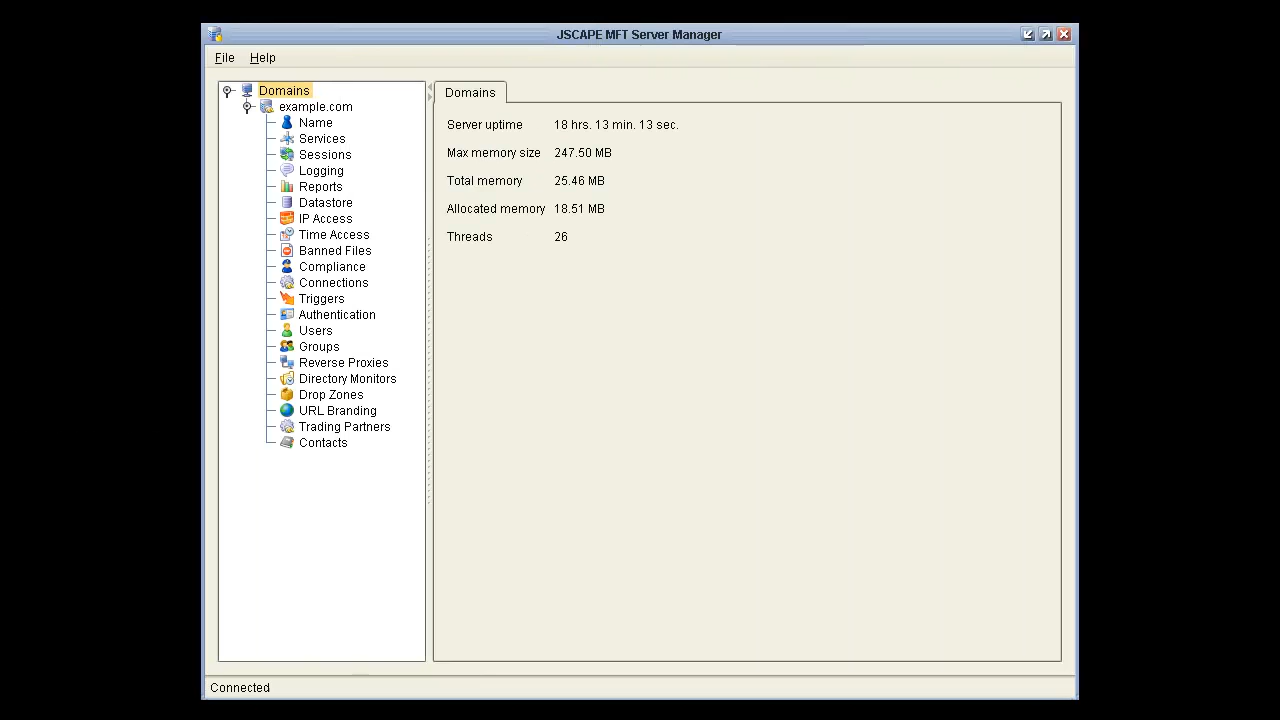 JSCAPE MFT Server Manager
File Help
Domains
example.com
Name
Services
Sessions
Logging
Reports
Datastore
IP Access
Time Access
Banned Files
Compliance
Connections
Triggers
Authentication
Users
Groups
Reverse Proxies
Directory Monitors
Drop Zones
URL Branding
Trading Partners
Contacts
Domains
Server uptime 18 hrs. 13 min. 13 sec.
Max memory size 247.50 MB
Total memory 25.46 MB
Allocated memory 18.51 MB
Threads 26
Connected